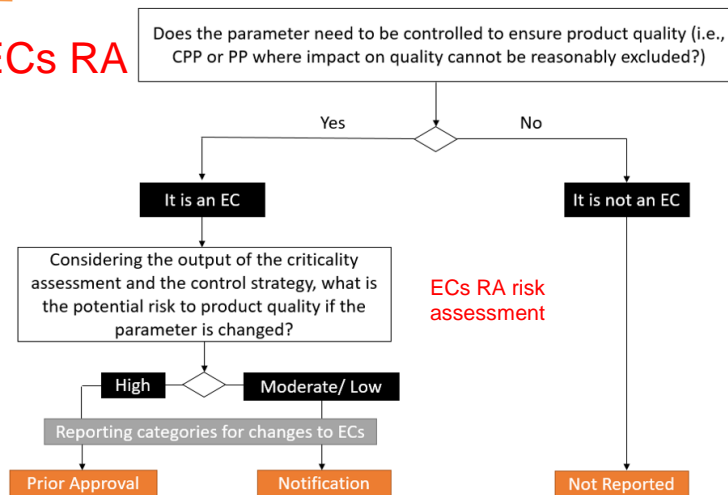 Does the parameter need to be controlled to ensure product quality (i.e.,
CPP or PP where impact on quality cannot be reasonably excluded?)
ECs RA
Yes
No
It is an EC
It is not an EC
Considering the output of the criticality
assessment and the control strategy, what is
the potential risk to product quality if the
parameter is changed?
ECs RA risk
assessment
High
Moderate/ Low
Reporting categories for changes to ECs
Prior Approval
Notification
Not Reported